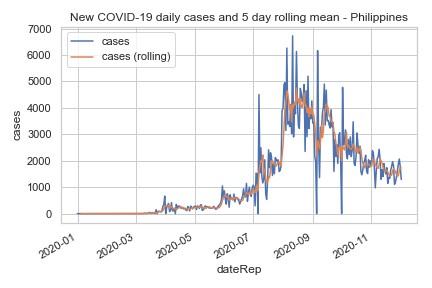 New COVID-19 daily cases and 5 day rolling mean - Philippines
cases
cases (rolling)
7000
6000
5000
4000
3000
2000
1000
0
cases
2020-01
2020-03
2020-05
2020-07
2020-09
2020-11
dateRep